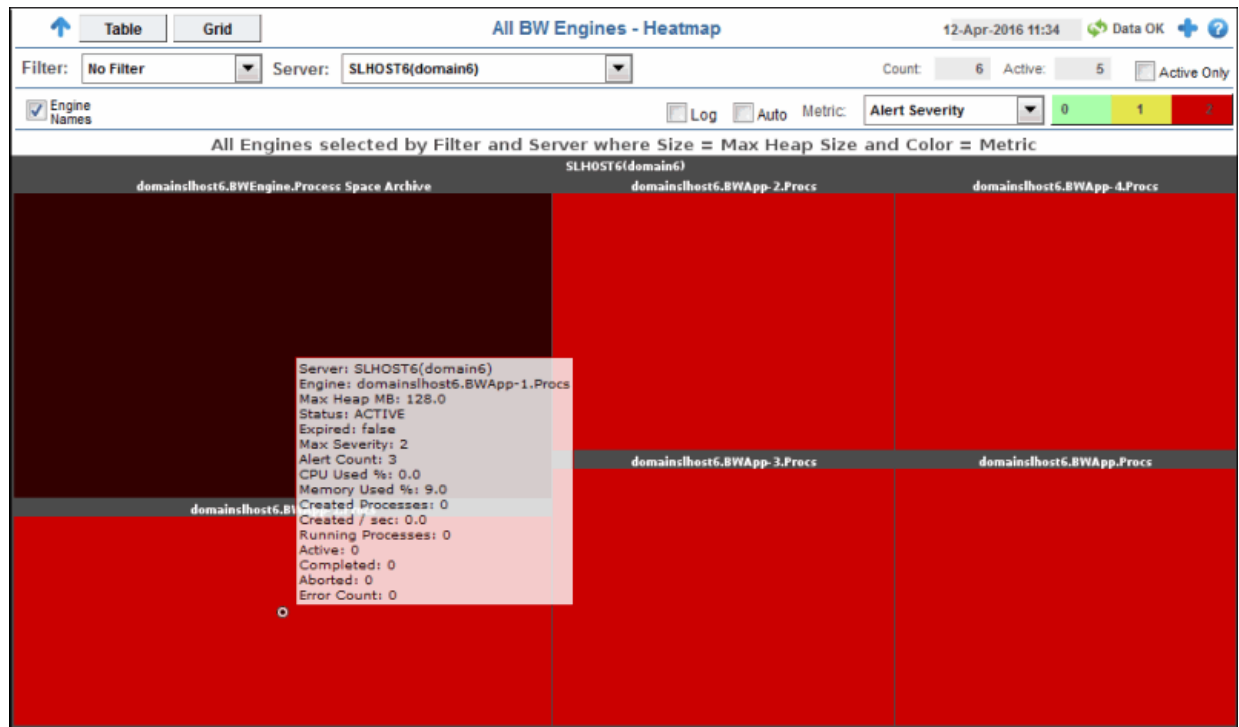 Table Grid All BW Engines - Heatmap 12-Apr-2016 11:34 Data OK
Filter: No Filter Server: SLHOST6(domain6) Count: 6 Active: 5 Active Only
Engine
Names
Log Auto Metric: Alert Severity 0 1 2
All Engines selected by Filter and Server where Size = Max Heap Size and Color = Metric
SLHOST6(domain6)
domainslhost6.BWEngine.Process Space Archive domainslhost6.BWApp-2.Procs domainslhost6.BWApp-4.Procs
Server: SLHOST6(domain6)
Engine: domainslhost6.BWApp-1.Procs
Max Heap MB: 128.0
Status: ACTIVE
Expired: false
Max Severity: 2
Alert Count: 3
CPU Used %: 0.0
Memory Used %: 9.0
Created Processes: 0
Created / sec: 0.0
Running Processes: 0
Active: 0
Completed: 0
Aborted: 0
Error Count: 0
domainslhost6.BWApp-3.Procs domainslhost6.BWApp.Procs